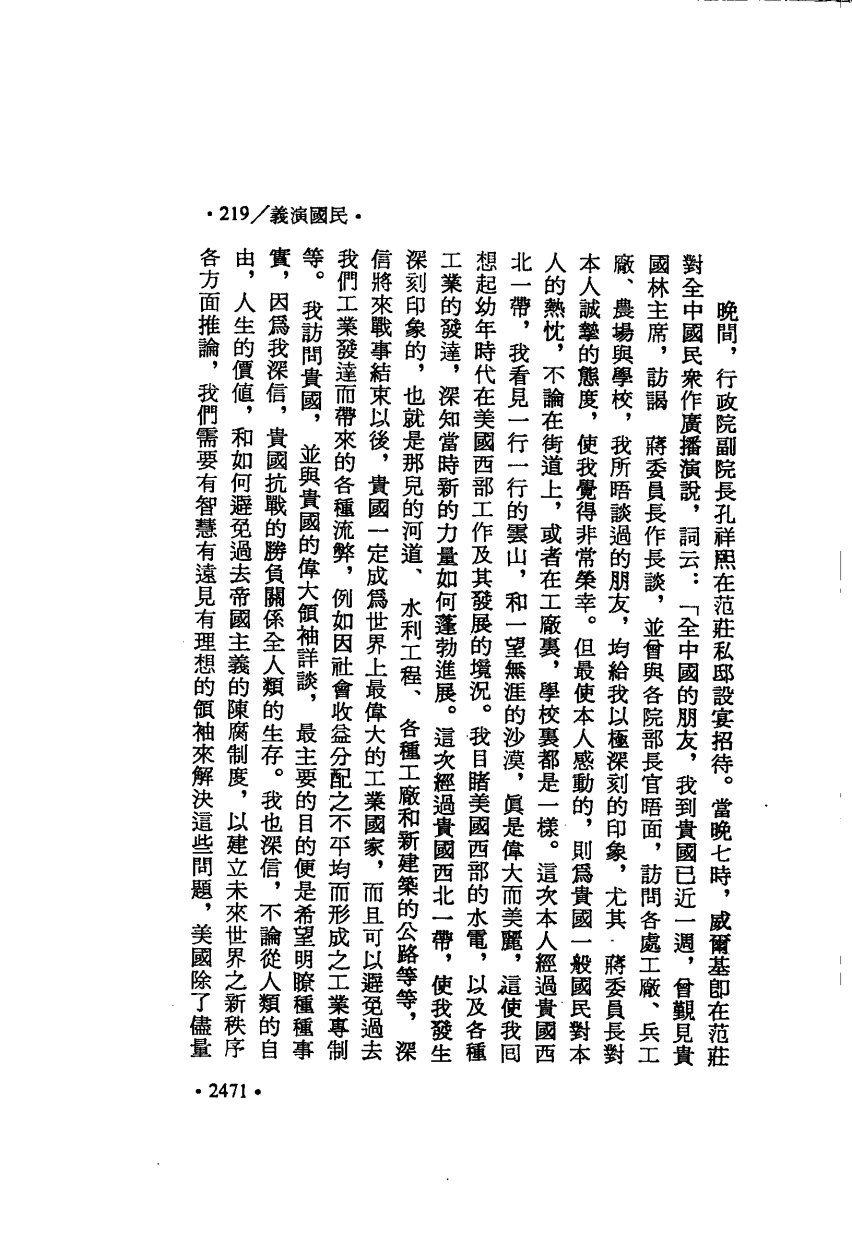 ·219╱義演國民·
晚間，行政院副院長孔祥熙在范莊私邸設宴招待。當晚七時，威爾基卽在范莊
對全中國民衆作廣播演說，詞云：「全中國的朋友，我到貴國已近一週，曾覲見貴
國林主席，訪謁　蔣委員長作長談，並曾與各院部長官晤面，訪問各處工廠、兵工
廠、農場與學校，我所晤談過的朋友，均給我以極深刻的印象，尤其·蔣委員長對
本人誠摯的態度，使我覺得非常榮幸。但最使本人感動的，則爲貴國一般國民對本
人的熱忱，不論在街道上，或者在工廠裏，學校裏都是一樣。這次本人經過貴國西
北一帶，我看見一行一行的雲山，和一望無涯的沙漠，眞是偉大而美麗，這使我囘
想起幼年時代在美國西部工作及其發展的境況。我目睹美國西部的水電，以及各種
工業的發達，深知當時新的力量如何蓬勃進展。這次經過貴國西北一帶，使我發生
深刻印象的，也就是那兒的河道、水利工程、各種工廠和新建築的公路等等，深
信將來戰事結束以後，貴國一定成爲世界上最偉大的工業國家，而且可以避免過去
我們工業發達而帶來的各種流弊，例如因社會收益分配之不平均而形成之工業專制
等。我訪問貴國，並與貴國的偉大領袖詳談，最主要的目的便是希望明瞭種種事
實，因爲我深信，貴國抗戰的勝負關係全人類的生存。我也深信，不論從人類的自
由，人生的價值，和如何避免過去帝國主義的陳腐制度，以建立未來世界之新秩序
各方面推論，我們需要有智慧有遠見有理想的領袖來解決這些問題，美國除了儘量
·2471·